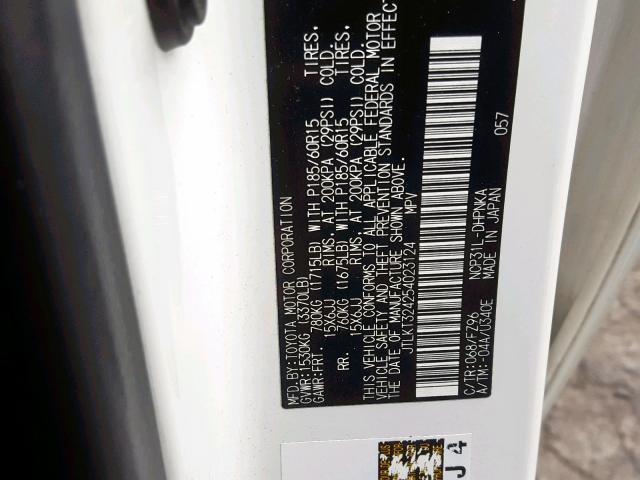 MFD.BY:TOYOTA MOTOR CORPORATION
GVWR:1530KG (3370LB)
GAWR:FRT. 780KG (1715LB) WITH P185/60R15 TIRES,
15X6JJ RIMS, AT 200KPA (29PSI) COLD.
RR. 760KG (1675LB) WITH P185/60R15 TIRES,
15X6JJ RIMS, AT 200KPA (29PSI) COLD.
THIS VEHICLE CONFORMS TO ALL APPLICABLE FEDERAL MOTOR
VEHICLE SAFETY AND THEFT PREVENTION STANDARDS IN EFFECT
DATE OF MANUFACTURE SHOWN ABOVE.
JTLKT324254023124 MPV
057
C/TR:068/FZ96 NCP31L-DHPNKA
A/TM:-04A/U340E MADE IN JAPAN
J4